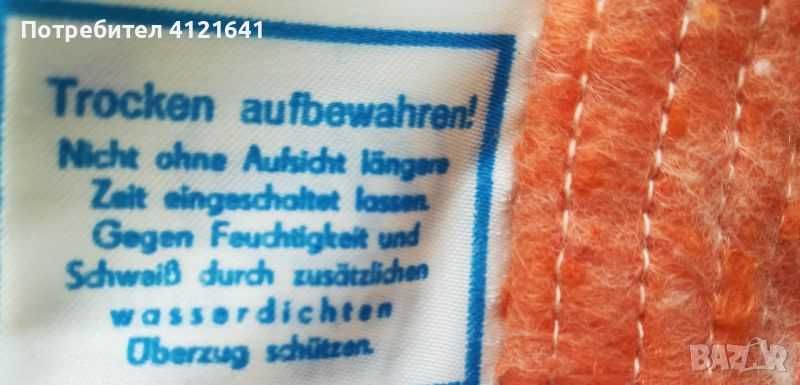 Потребител 4121641
Trocken aufbewahren!
Nicht ohne Aufsicht längere
Zeit eingeschaltet lassen.
Gegen Feuchtigkeit und
Schweiß durch zusätzlichen
wasserdichten
Überzug schützen.
BAZAR